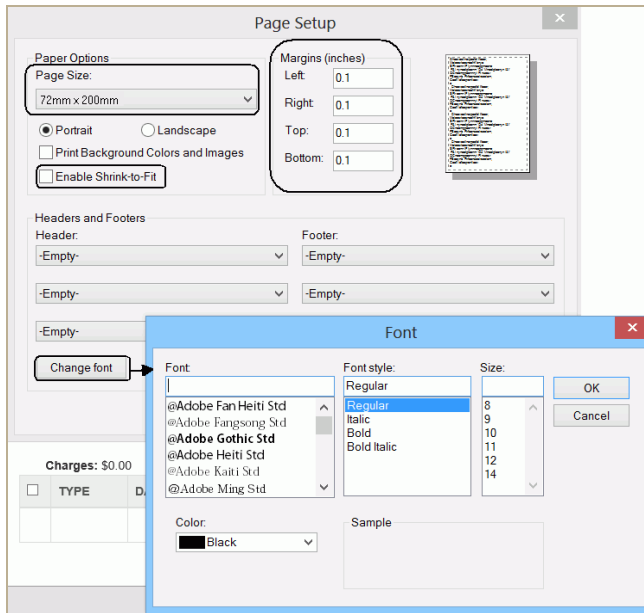 Page Setup
Paper Options
Page Size:
72mm x 200mm
Portrait
Landscape
Print Background Colors and Images
Enable Shrink-to-Fit
Margins (inches)
Left: 0.1
Right: 0.1
Top: 0.1
Bottom: 0.1
Headers and Footers
Header:
Footer:
-Empty-
-Empty-
-Empty-
-Empty-
-Empty-
Change font
Font
Font:
Font style:
Regular
Size:
@Adobe Fan Heiti Std
@Adobe Fangsong Std
@Adobe Gothic Std
@Adobe Heiti Std
@Adobe Kaiti Std
@Adobe Ming Std
Regular
Italic
Bold
Bold Italic
8
9
10
11
12
14
OK
Cancel
Color:
Black
Sample
Charges: $0.00
TYPE